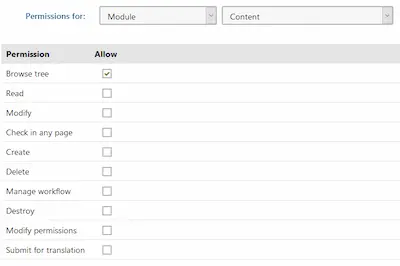 Permissions for: Module Content
Permission Allow
Browse tree
Read
Modify
Check in any page
Create
Delete
Manage workflow
Destroy
Modify permissions
Submit for translation